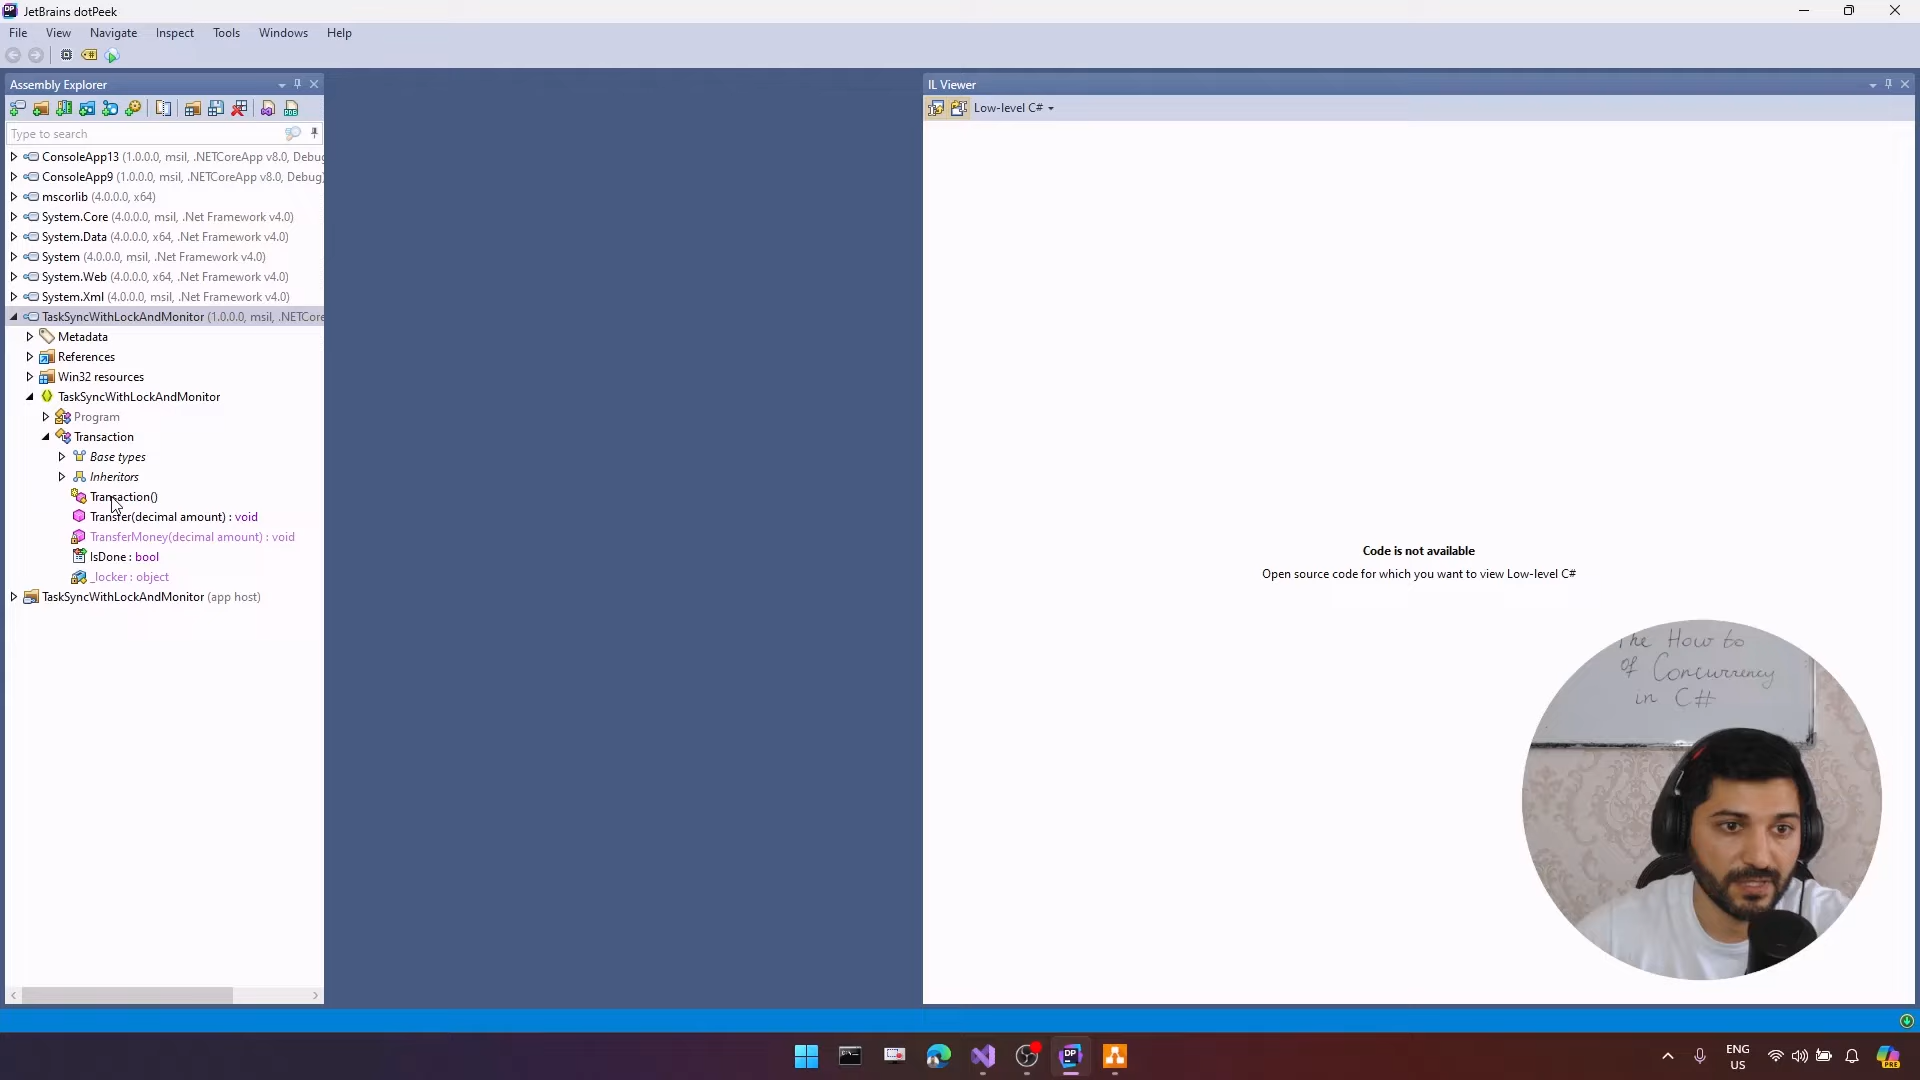 JetBrains dotPeek
File View Navigate Inspect Tools Windows Help
Assembly Explorer
Type to search
ConsoleApp13 (1.0.0.0, msil, .NETCoreApp v8.0, Debug
ConsoleApp9 (1.0.0.0, msil, .NETCoreApp v8.0, Debug)
mscorlib (4.0.0.0, x64)
System.Core (4.0.0.0, msil, .Net Framework v4.0)
System.Data (4.0.0.0, x64, .Net Framework v4.0)
System (4.0.0.0, msil, .Net Framework v4.0)
System.Web (4.0.0.0, x64, .Net Framework v4.0)
System.Xml (4.0.0.0, msil, .Net Framework v4.0)
TaskSyncWithLockAndMonitor (1.0.0.0, msil, .NETCore
Metadata
References
Win32 resources
TaskSyncWithLockAndMonitor
Program
Transaction
Base types
Inheritors
Transaction()
Transfer(decimal amount) : void
TransferMoney(decimal amount) : void
IsDone : bool
_locker : object
TaskSyncWithLockAndMonitor (app host)
IL Viewer
Low-level C#
Code is not available
Open source code for which you want to view Low-level C#
The How to
of Concurrency
in C#
DP
ENG
US
PRE